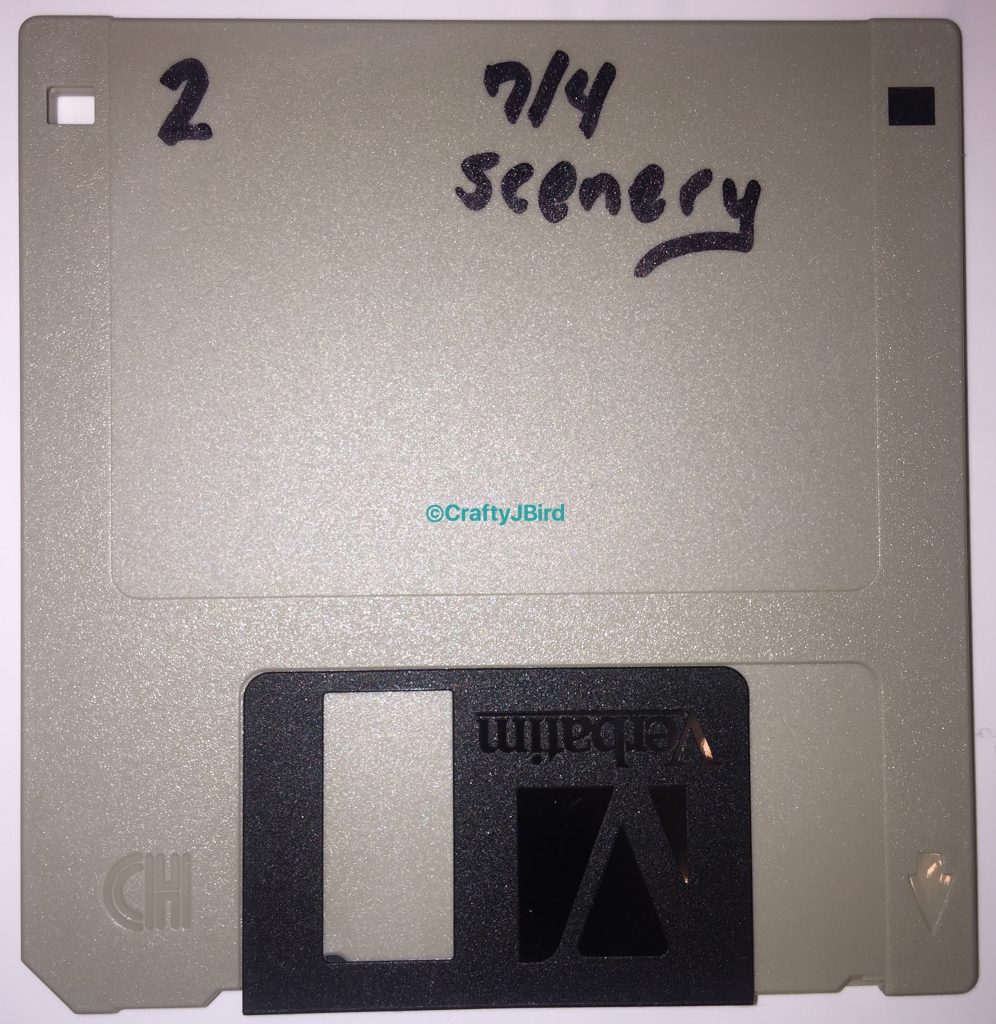 2 7/4
scenery
©CraftyJBird
Verbatim
HD